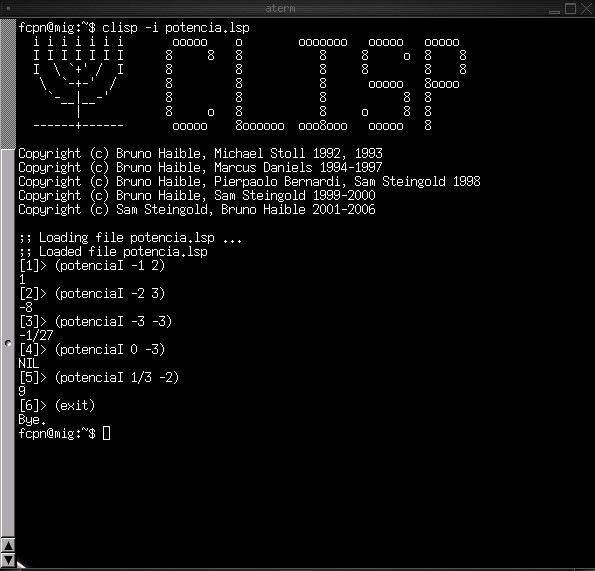 aterm
fcpn@mig:~$ clisp -i potencia.lsp
  i i i i i i i       ooooo    o        ooooooo   ooooo   ooooo
  I I I I I I I      8     8   8           8     8     o  8    8
  I  \ `+' /  I      8         8           8     8        8    8
   \  `-+-'  /       8         8           8      ooooo   8oooo
    `-__|__-'        8         8           8           8  8
        |            8     o   8           8     o     8  8
  ------+------       ooooo    8oooooo  ooo8ooo   ooooo   8
Copyright (c) Bruno Haible, Michael Stoll 1992, 1993
Copyright (c) Bruno Haible, Marcus Daniels 1994-1997
Copyright (c) Bruno Haible, Pierpaolo Bernardi, Sam Steingold 1998
Copyright (c) Bruno Haible, Sam Steingold 1999-2000
Copyright (c) Sam Steingold, Bruno Haible 2001-2006
;; Loading file potencia.lsp ...
;; Loaded file potencia.lsp
[1]> (potenciaI -1 2)
1
[2]> (potenciaI -2 3)
-8
[3]> (potenciaI -3 -3)
-1/27
[4]> (potenciaI 0 -3)
NIL
[5]> (potenciaI 1/3 -2)
9
[6]> (exit)
Bye.
fcpn@mig:~$